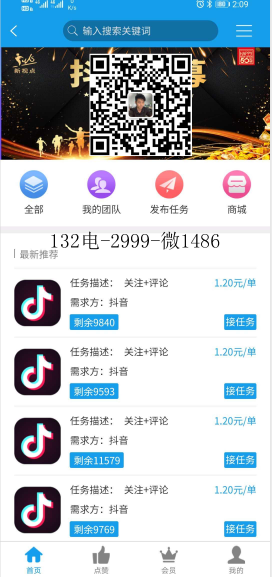 2:09
输入搜索关键词
新视点
全部
我的团队
发布任务
商城
132电-2999-微1486
最新推荐
任务描述： 关注+评论
1.20元/单
需求方：抖音
剩余9840
接任务
任务描述： 关注+评论
1.20元/单
需求方：抖音
剩余9593
接任务
任务描述： 关注+评论
1.20元/单
需求方：抖音
剩余11579
接任务
任务描述： 关注+评论
1.20元/单
需求方：抖音
剩余9769
接任务
首页
点赞
会员
我的